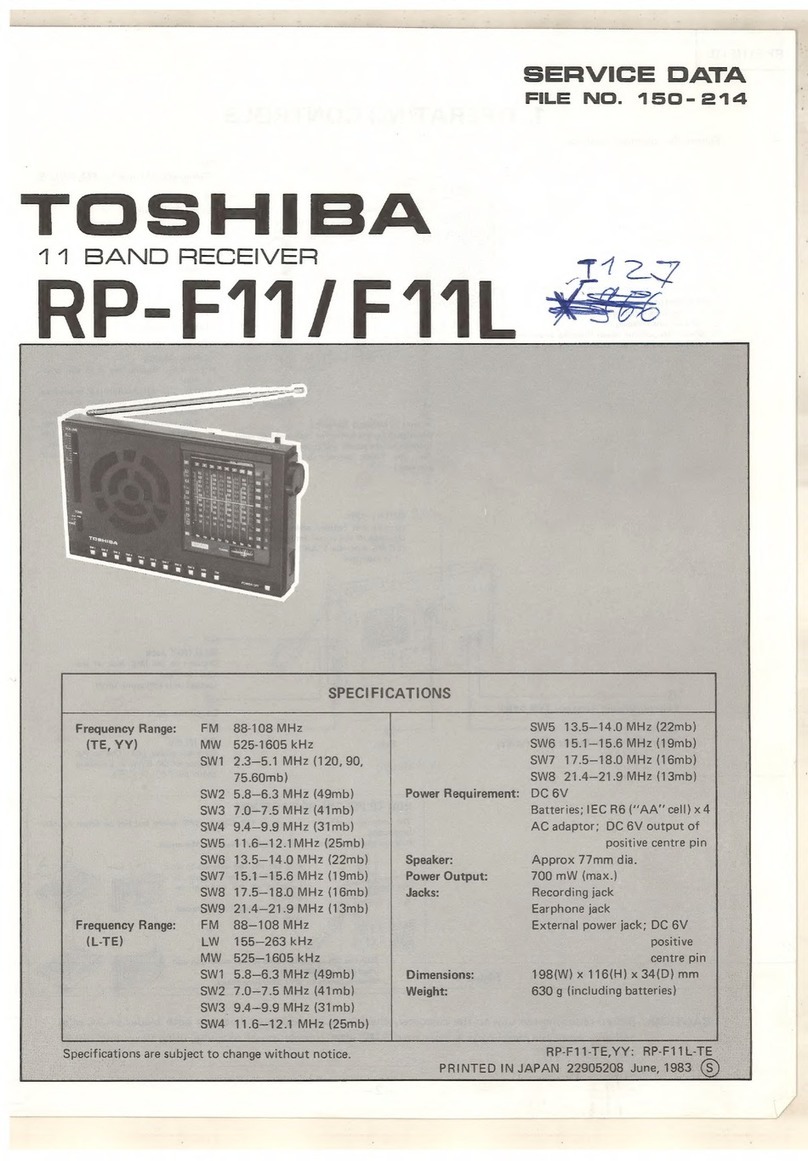 SERVICE DATA
FILE NO. 150-214
TOSHIBA
11 BAND RECEIVER
RP-F11/F11L
I127
TOSHIBA
SPECIFICATIONS
Frequency Range: FM 88-108 MHz
(TE, YY) MW 525-1605 kHz
SW1 2.3–5.1 MHz (120, 90,
75.60mb)
SW2 5.8–6.3 MHz (49mb)
SW3 7.0–7.5 MHz (41mb)
SW4 9.4–9.9 MHz (31mb)
SW5 11.6–12.1MHz (25mb)
SW6 13.5–14.0 MHz (22mb)
SW7 15.1–15.6 MHz (19mb)
SW8 17.5–18.0 MHz (16mb)
SW9 21.4–21.9 MHz (13mb)
Frequency Range: FM 88–108 MHz
(L-TE) LW 155–263 kHz
MW 525–1605 kHz
SW1 5.8–6.3 MHz (49mb)
SW2 7.0–7.5 MHz (41mb)
SW3 9.4–9.9 MHz (31mb)
SW4 11.6–12.1 MHz (25mb)
SW5 13.5–14.0 MHz (22mb)
SW6 15.1–15.6 MHz (19mb)
SW7 17.5–18.0 MHz (16mb)
SW8 21.4–21.9 MHz (13mb)
Power Requirement: DC 6V
Batteries; IEC R6 ("AA" cell) x 4
AC adaptor; DC 6V output of
positive centre pin
Speaker: Approx 77mm dia.
Power Output: 700 mW (max.)
Jacks: Recording jack
Earphone jack
External power jack; DC 6V
positive
centre pin
Dimensions: 198(W) x 116(H) x 34(D) mm
Weight: 630 g (including batteries)
Specifications are subject to change without notice.
RP-F11-TE,YY: RP-F11L-TE
PRINTED IN JAPAN 22905208 June, 1983 S